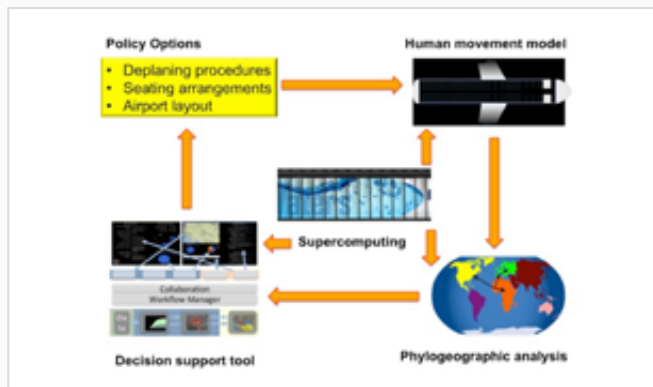 Policy Options
Human movement model
• Deplaning procedures
• Seating arrangements
• Airport layout
Supercomputing
Collaboration
Workflow Manager
Decision support tool
Phylogeographic analysis